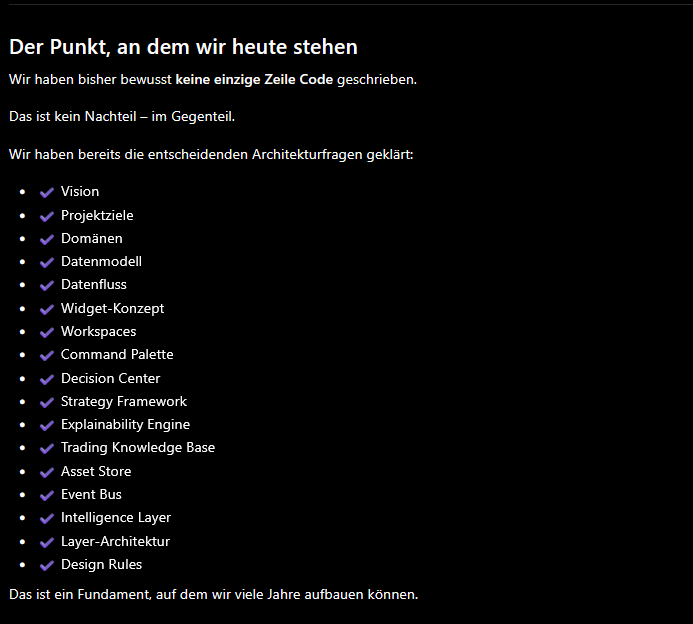 Der Punkt, an dem wir heute stehen
Wir haben bisher bewusst keine einzige Zeile Code geschrieben.
Das ist kein Nachteil – im Gegenteil.
Wir haben bereits die entscheidenden Architekturfragen geklärt:
• ✔ Vision
• ✔ Projektziele
• ✔ Domänen
• ✔ Datenmodell
• ✔ Datenfluss
• ✔ Widget-Konzept
• ✔ Workspaces
• ✔ Command Palette
• ✔ Decision Center
• ✔ Strategy Framework
• ✔ Explainability Engine
• ✔ Trading Knowledge Base
• ✔ Asset Store
• ✔ Event Bus
• ✔ Intelligence Layer
• ✔ Layer-Architektur
• ✔ Design Rules
Das ist ein Fundament, auf dem wir viele Jahre aufbauen können.